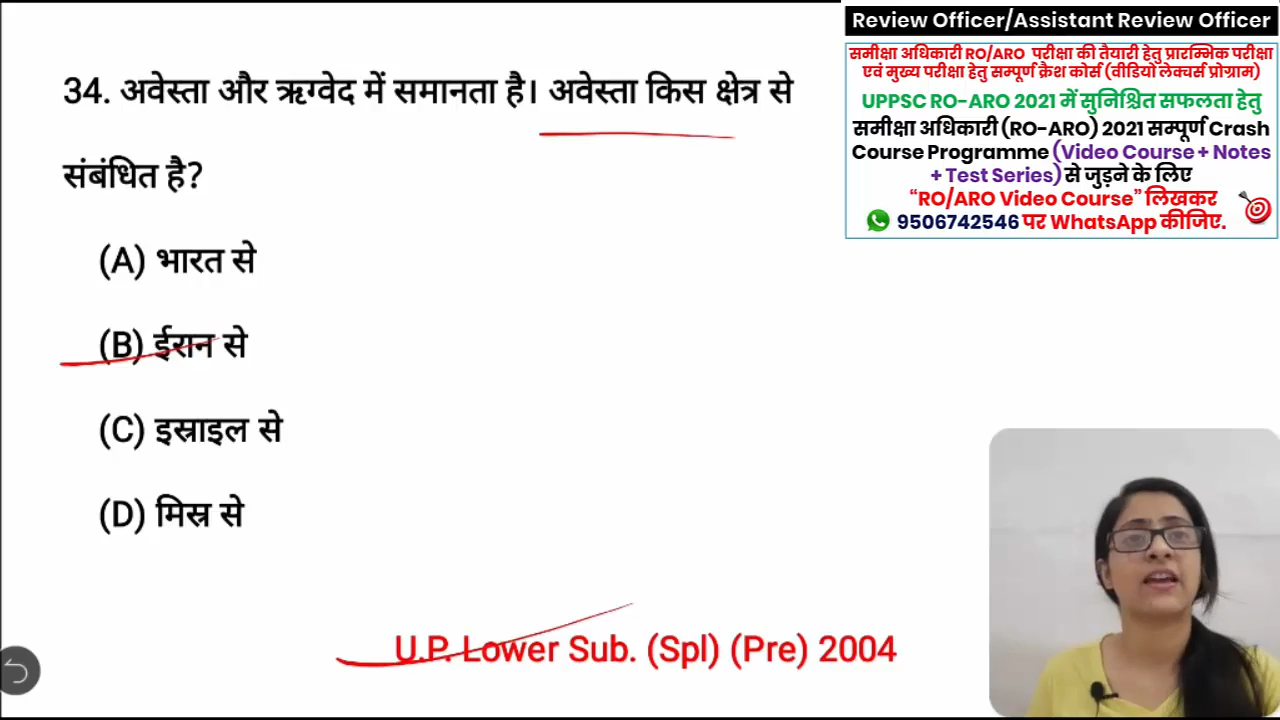 Review Officer/Assistant Review Officer
समीक्षा अधिकारी RO/ARO परीक्षा की तैयारी हेतु प्रारम्भिक परीक्षा
एवं मुख्य परीक्षा हेतु सम्पूर्ण क्रैश कोर्स (वीडियो लेक्चर्स प्रोग्राम)
UPPSC RO-ARO 2021 में सुनिश्चित सफलता हेतु
समीक्षा अधिकारी (RO-ARO) 2021 सम्पूर्ण Crash
Course Programme (Video Course + Notes
+ Test Series) से जुड़ने के लिए
“RO/ARO Video Course” लिखकर
9506742546 पर WhatsApp कीजिए.
34. अवेस्ता और ऋग्वेद में समानता है। अवेस्ता किस क्षेत्र से
संबंधित है?
(A) भारत से
(B) ईरान से
(C) इस्राइल से
(D) मिस्र से
U.P. Lower Sub. (Spl) (Pre) 2004